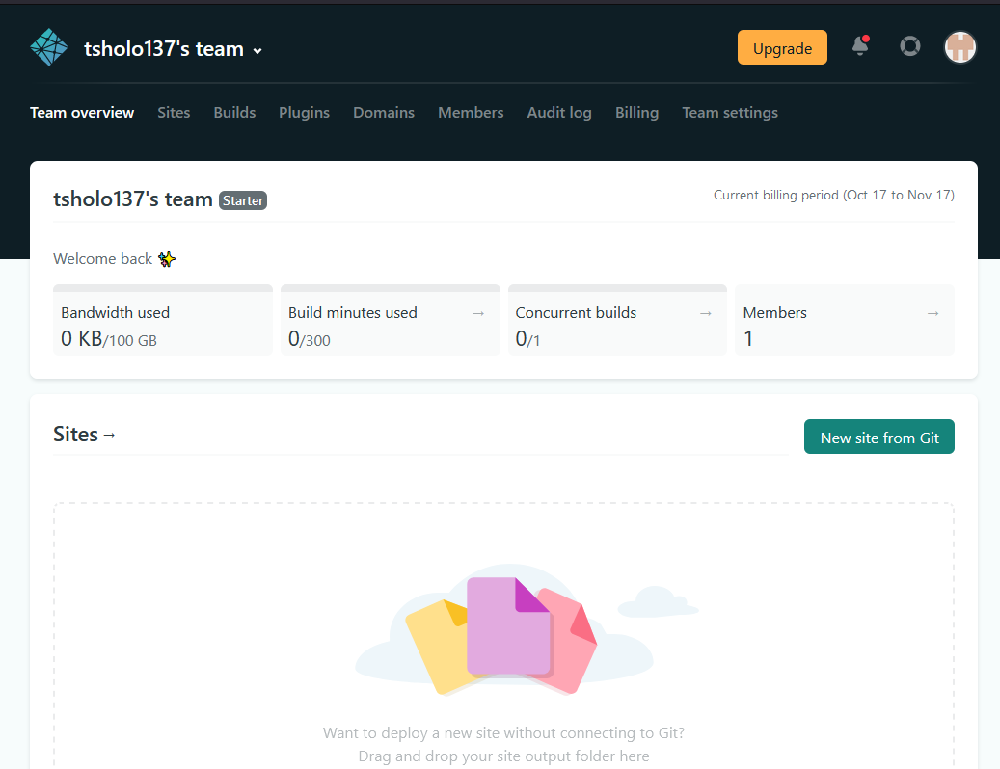 tsholo137's team
Upgrade
Team overview Sites Builds Plugins Domains Members Audit log Billing Team settings
tsholo137's team Starter
Current billing period (Oct 17 to Nov 17)
Welcome back ✨
Bandwidth used
0 KB/100 GB
Build minutes used →
0/300
Concurrent builds →
0/1
Members →
1
Sites →
New site from Git
Want to deploy a new site without connecting to Git?
Drag and drop your site output folder here